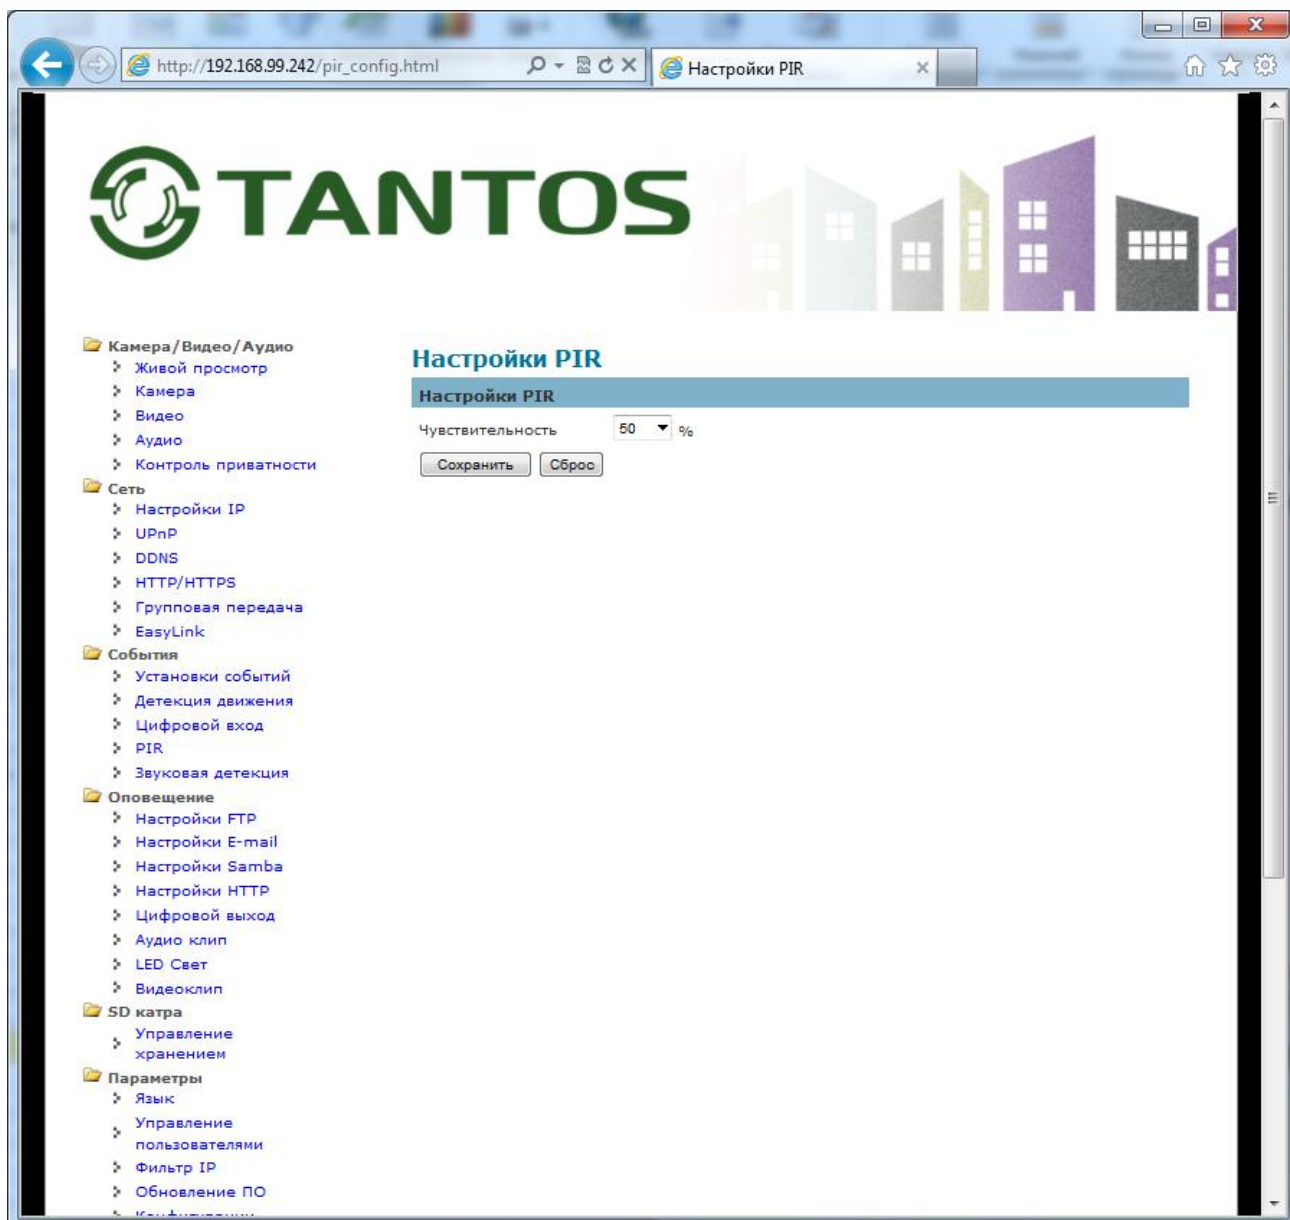 http://192.168.99.242/pir_config.html
Настройки PIR
TANTOS
Камера/Видео/Аудио
Живой просмотр
Камера
Видео
Аудио
Контроль приватности
Сеть
Настройки IP
UPnP
DDNS
HTTP/HTTPS
Групповая передача
EasyLink
События
Установки событий
Детекция движения
Цифровой вход
PIR
Звуковая детекция
Оповещение
Настройки FTP
Настройки E-mail
Настройки Samba
Настройки HTTP
Цифровой выход
Аудио клип
LED Свет
Видеоклип
SD катра
Управление
хранением
Параметры
Язык
Управление
пользователями
Фильтр IP
Обновление ПО
Настройки PIR
Настройки PIR
Чувствительность 50 %
Сохранить Сброс